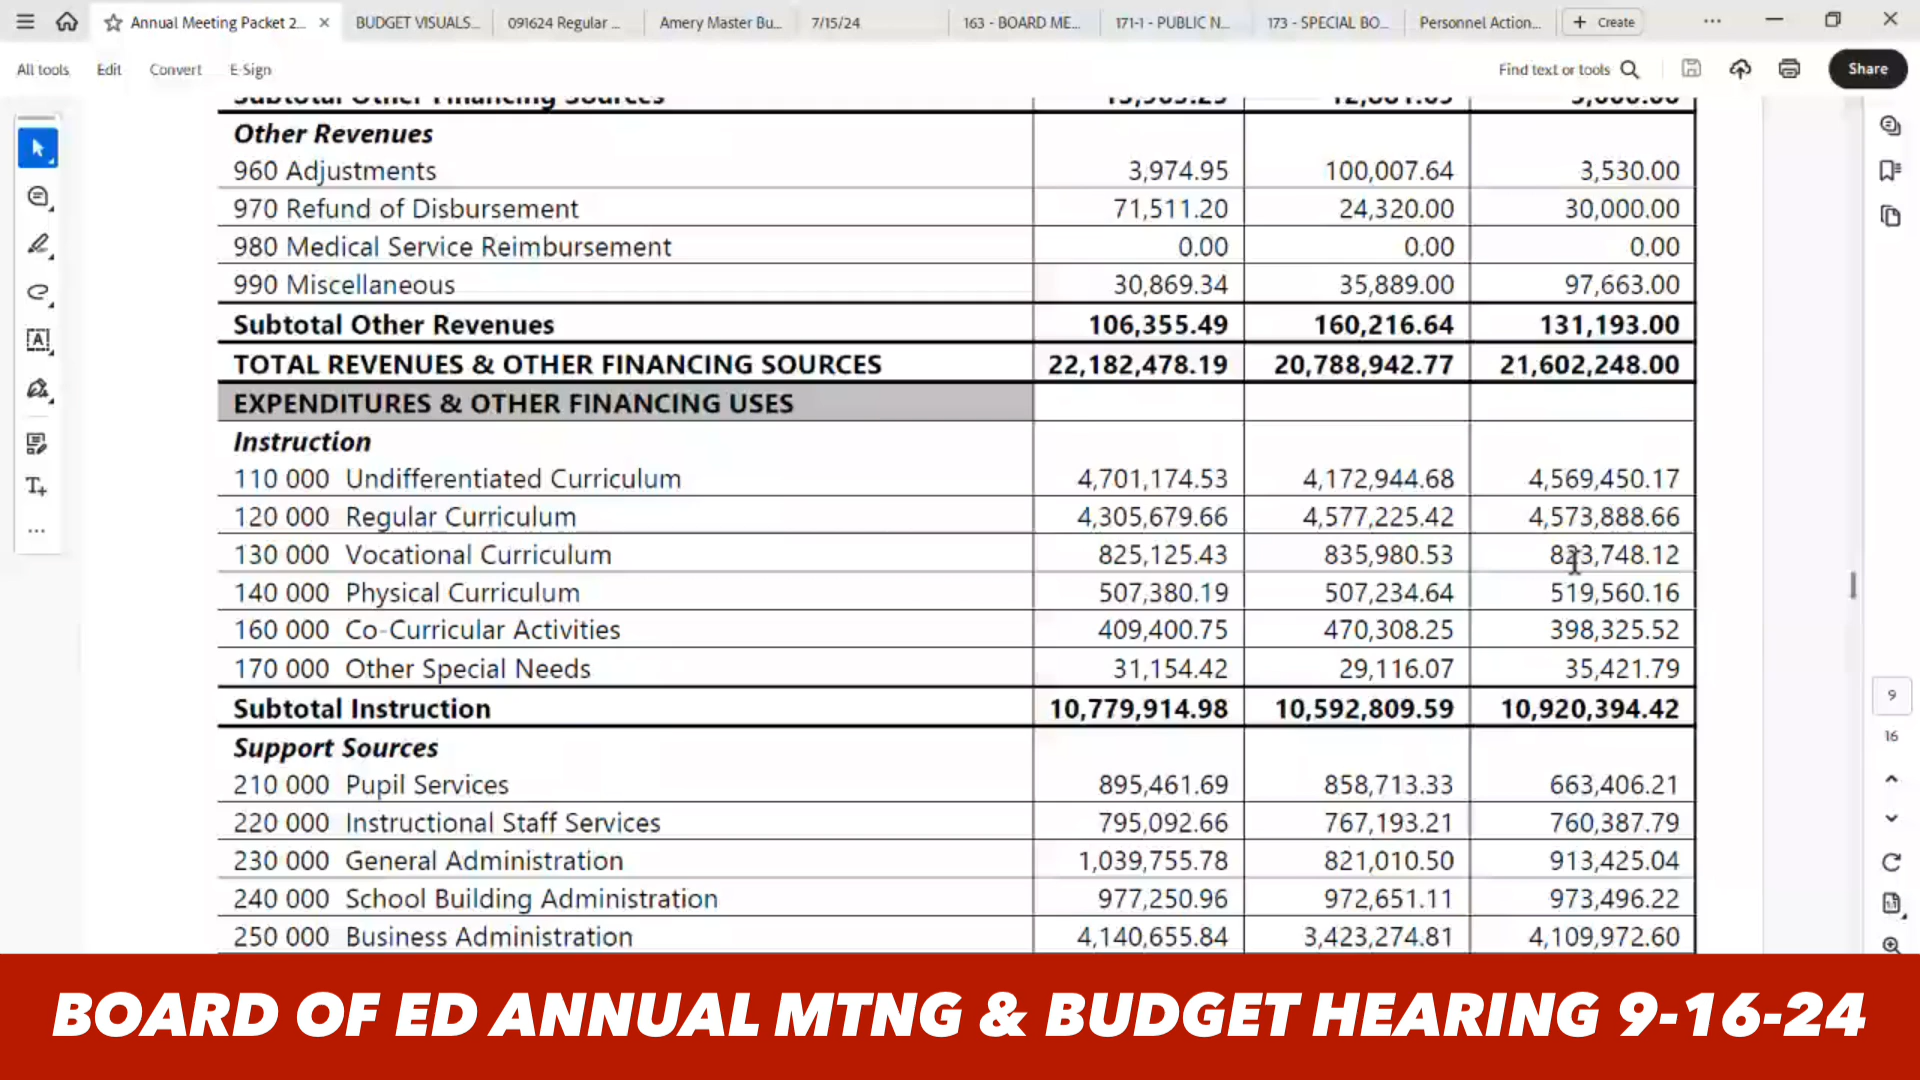 Annual Meeting Packet 2...
BUDGET VISUALS...
091624 Regular ...
Amery Master Bu...
7/15/24
163 - BOARD ME...
171-1 - PUBLIC N...
173 - SPECIAL BO...
Personnel Action...
Create
All tools
Edit
Convert
E-Sign
Find text or tools
Share
Subtotal Other Financing Sources
Other Revenues
960 Adjustments 3,974.95 100,007.64 3,530.00
970 Refund of Disbursement 71,511.20 24,320.00 30,000.00
980 Medical Service Reimbursement 0.00 0.00 0.00
990 Miscellaneous 30,869.34 35,889.00 97,663.00
Subtotal Other Revenues 106,355.49 160,216.64 131,193.00
TOTAL REVENUES & OTHER FINANCING SOURCES 22,182,478.19 20,788,942.77 21,602,248.00
EXPENDITURES & OTHER FINANCING USES
Instruction
110 000 Undifferentiated Curriculum 4,701,174.53 4,172,944.68 4,569,450.17
120 000 Regular Curriculum 4,305,679.66 4,577,225.42 4,573,888.66
130 000 Vocational Curriculum 825,125.43 835,980.53 823,748.12
140 000 Physical Curriculum 507,380.19 507,234.64 519,560.16
160 000 Co-Curricular Activities 409,400.75 470,308.25 398,325.52
170 000 Other Special Needs 31,154.42 29,116.07 35,421.79
Subtotal Instruction 10,779,914.98 10,592,809.59 10,920,394.42
Support Sources
210 000 Pupil Services 895,461.69 858,713.33 663,406.21
220 000 Instructional Staff Services 795,092.66 767,193.21 760,387.79
230 000 General Administration 1,039,755.78 821,010.50 913,425.04
240 000 School Building Administration 977,250.96 972,651.11 973,496.22
250 000 Business Administration 4,140,655.84 3,423,274.81 4,109,972.60
9
16
BOARD OF ED ANNUAL MTNG & BUDGET HEARING 9-16-24